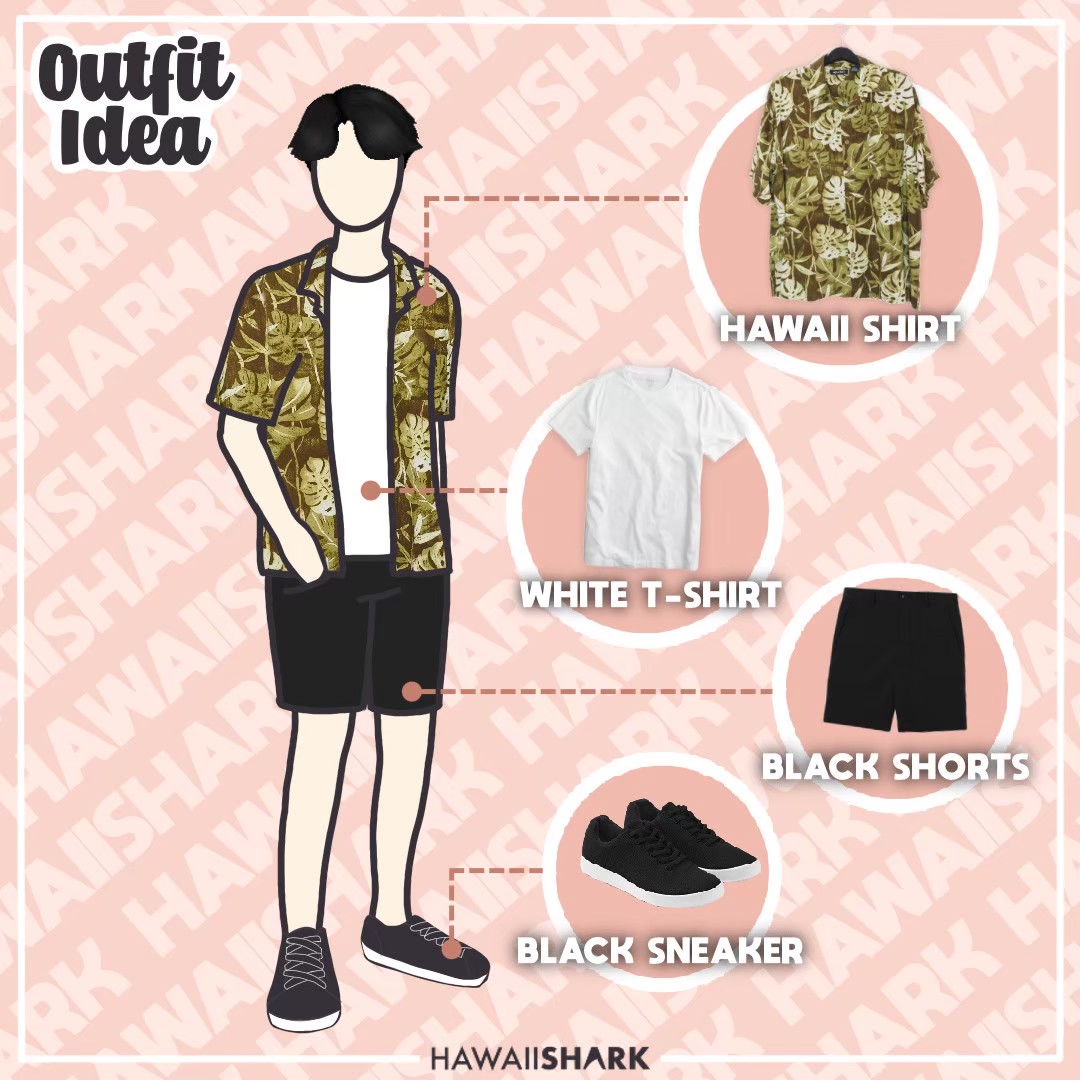 Outfit
Idea
HAWAII SHIRT
WHITE T-SHIRT
BLACK SHORTS
BLACK SNEAKER
HAWAIISHARK